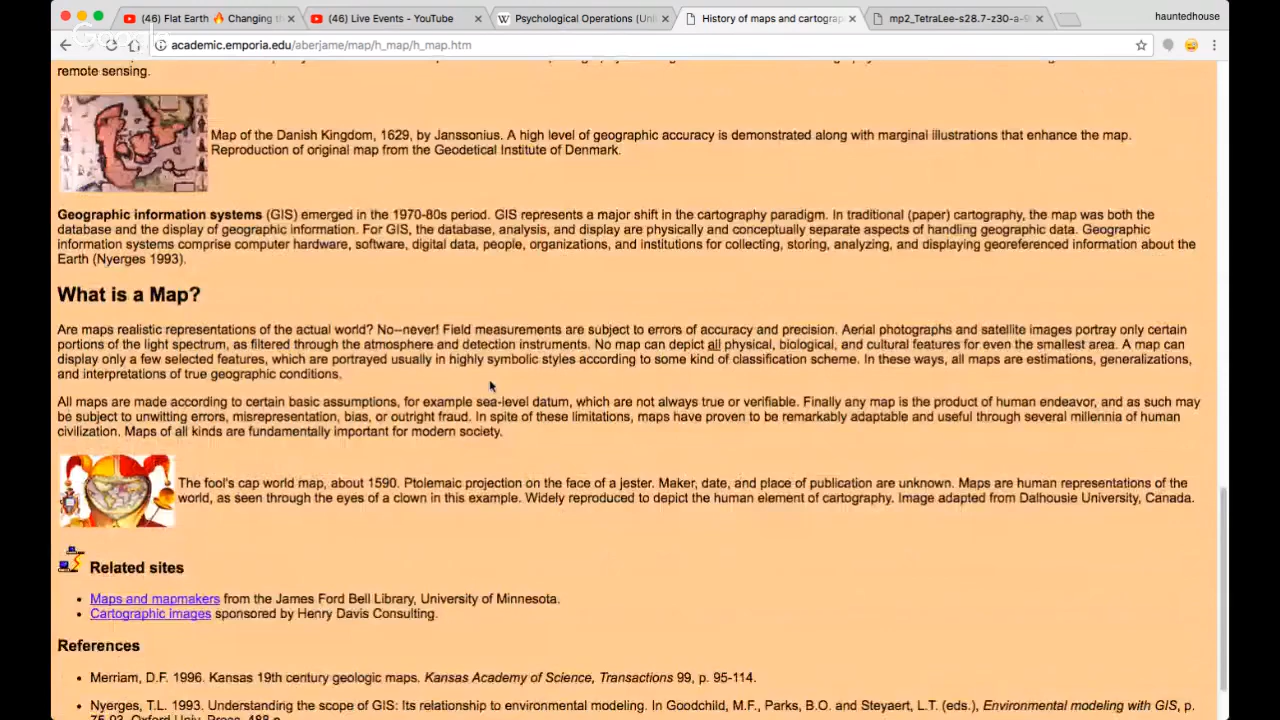 (46) Flat Earth 🔥 Changing th
(46) Live Events - YouTube
Psychological Operations (Uni
History of maps and cartograp
mp2_TetraLee-s28.7-z30-a-9
hauntedhouse
Google
academic.emporia.edu/aberjame/map/h_map/h_map.htm
remote sensing.
Map of the Danish Kingdom, 1629, by Janssonius. A high level of geographic accuracy is demonstrated along with marginal illustrations that enhance the map.
Reproduction of original map from the Geodetical Institute of Denmark.
Geographic information systems (GIS) emerged in the 1970-80s period. GIS represents a major shift in the cartography paradigm. In traditional (paper) cartography, the map was both the
database and the display of geographic information. For GIS, the database, analysis, and display are physically and conceptually separate aspects of handling geographic data. Geographic
information systems comprise computer hardware, software, digital data, people, organizations, and institutions for collecting, storing, analyzing, and displaying georeferenced information about the
Earth (Nyerges 1993).
What is a Map?
Are maps realistic representations of the actual world? No--never! Field measurements are subject to errors of accuracy and precision. Aerial photographs and satellite images portray only certain
portions of the light spectrum, as filtered through the atmosphere and detection instruments. No map can depict all physical, biological, and cultural features for even the smallest area. A map can
display only a few selected features, which are portrayed usually in highly symbolic styles according to some kind of classification scheme. In these ways, all maps are estimations, generalizations,
and interpretations of true geographic conditions.
All maps are made according to certain basic assumptions, for example sea-level datum, which are not always true or verifiable. Finally any map is the product of human endeavor, and as such may
be subject to unwitting errors, misrepresentation, bias, or outright fraud. In spite of these limitations, maps have proven to be remarkably adaptable and useful through several millennia of human
civilization. Maps of all kinds are fundamentally important for modern society.
The fool's cap world map, about 1590. Ptolemaic projection on the face of a jester. Maker, date, and place of publication are unknown. Maps are human representations of the
world, as seen through the eyes of a clown in this example. Widely reproduced to depict the human element of cartography. Image adapted from Dalhousie University, Canada.
Related sites
• Maps and mapmakers from the James Ford Bell Library, University of Minnesota.
• Cartographic images sponsored by Henry Davis Consulting.
References
• Merriam, D.F. 1996. Kansas 19th century geologic maps. Kansas Academy of Science, Transactions 99, p. 95-114.
• Nyerges, T.L. 1993. Understanding the scope of GIS: Its relationship to environmental modeling. In Goodchild, M.F., Parks, B.O. and Steyaert, L.T. (eds.), Environmental modeling with GIS, p.
75-93. Oxford Univ. Press, 488 p.